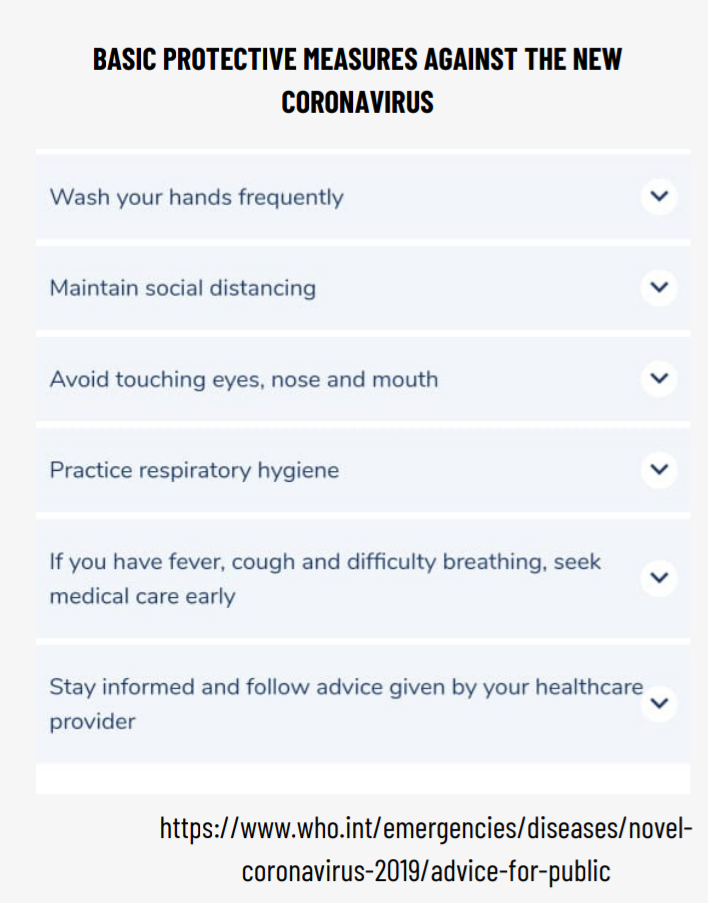 BASIC PROTECTIVE MEASURES AGAINST THE NEW
CORONAVIRUS
Wash your hands frequently
Maintain social distancing
Avoid touching eyes, nose and mouth
Practice respiratory hygiene
If you have fever, cough and difficulty breathing, seek
medical care early
Stay informed and follow advice given by your healthcare
provider
https://www.who.int/emergencies/diseases/novel-
coronavirus-2019/advice-for-public